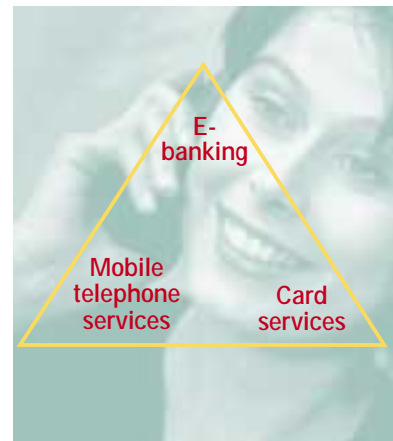 E-
banking
Mobile
telephone
services
Card
services